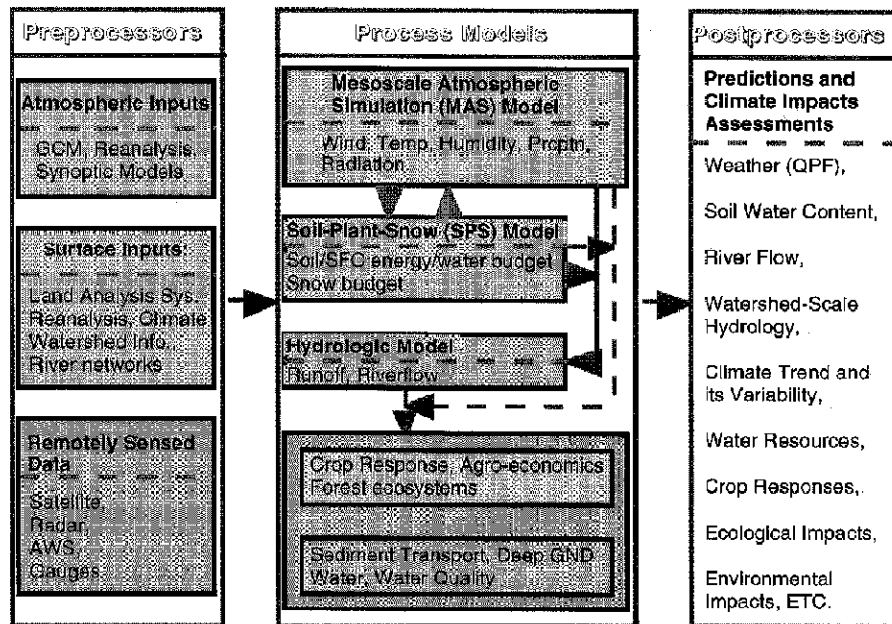 Preprocessors
Atmospheric Inputs
GCM, Reanalysis,
Synoptic Models
Surface Inputs:
Land Analysis Sys.
Reanalysis, Climate
Watershed Info.,
River networks
Remotely Sensed
Data
Satellite,
Radar,
AWS,
Gauges
Process Models
Mesoscale Atmospheric
Simulation (MAS) Model
Wind, Temp, Humidity, Prcptn,
Radiation
Soil-Plant-Snow (SPS) Model
Soil/SFC energy/water budget
Snow budget
Hydrologic Model
Runoff, Riverflow
Crop Response, Agro-economics
Forest ecosystems
Sediment Transport, Deep GND
Water, Water Quality
Postprocessors
Predictions and
Climate Impacts
Assessments
Weather (QPF),
Soil Water Content,
River Flow,
Watershed-Scale
Hydrology,
Climate Trend and
its Variability,
Water Resources,
Crop Responses,
Ecological Impacts,
Environmental
Impacts, ETC.